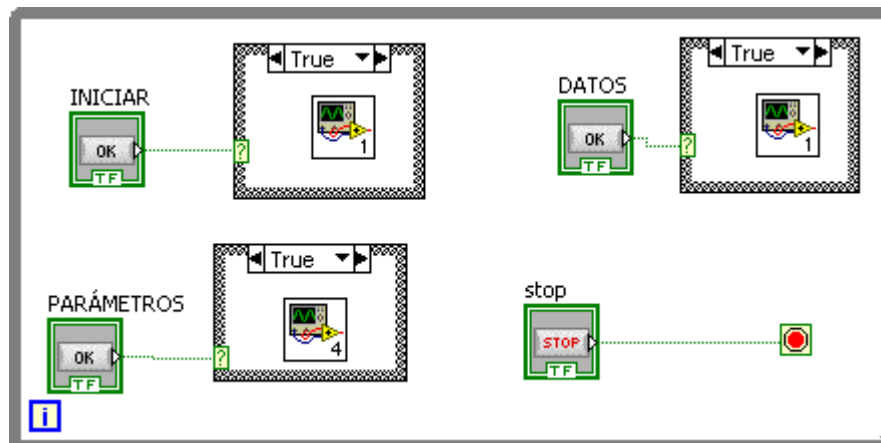 True
INICIAR
OK
TF
?
1
True
DATOS
OK
TF
?
1
True
PARÁMETROS
OK
TF
?
4
stop
STOP
TF
i